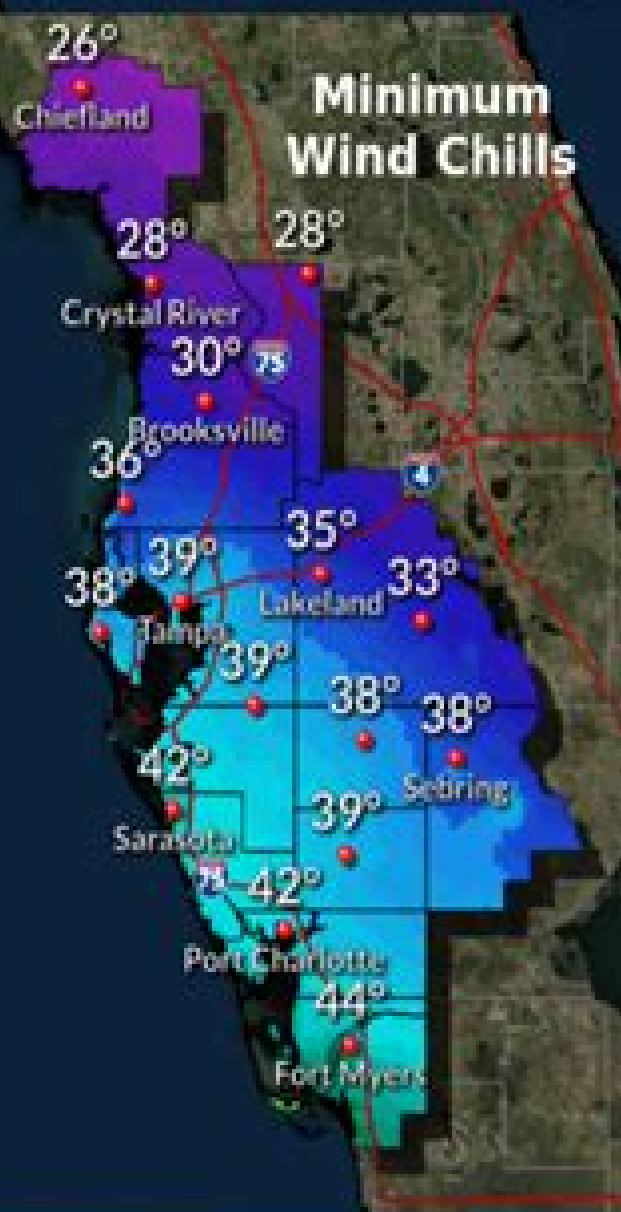 26°
Chiefland
Minimum
Wind Chills
28°
28°
Crystal River
30°
75
Brooksville
36°
4
35°
39°
38°
33°
Lakeland
Tampa
39°
38°
38°
42°
Sebring
39°
Sarasota
75
42°
Port Charlotte
44°
Fort Myers